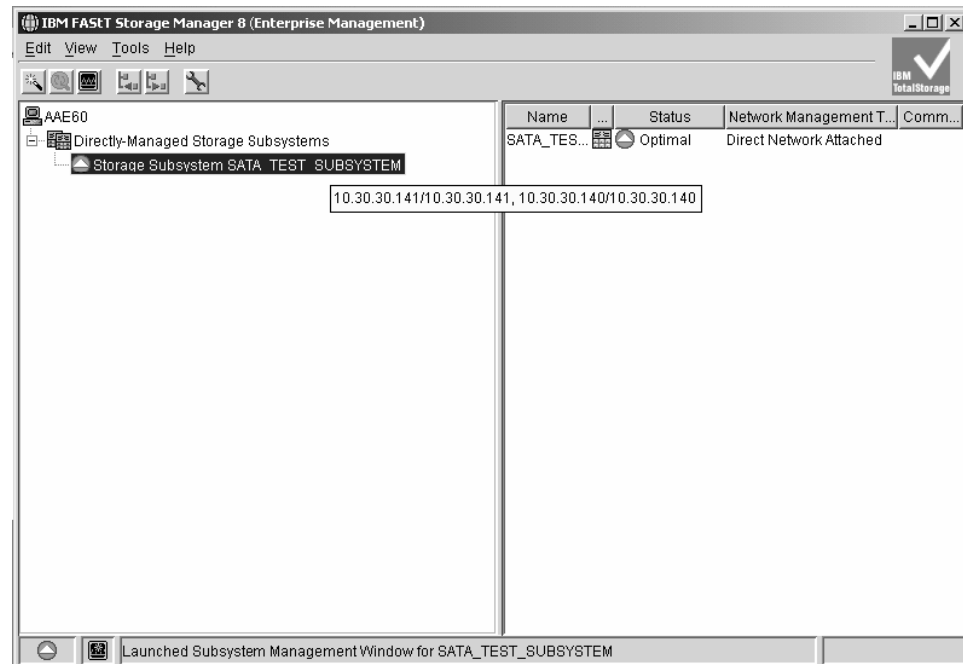 IBM FAStT Storage Manager 8 (Enterprise Management)
Edit View Tools Help
IBM
TotalStorage
AAE60
Directly-Managed Storage Subsystems
Storage Subsystem SATA_TEST_SUBSYSTEM
10.30.30.141/10.30.30.141, 10.30.30.140/10.30.30.140
Name ... Status Network Management T... Comm...
SATA_TES... Optimal Direct Network Attached
Launched Subsystem Management Window for SATA_TEST_SUBSYSTEM